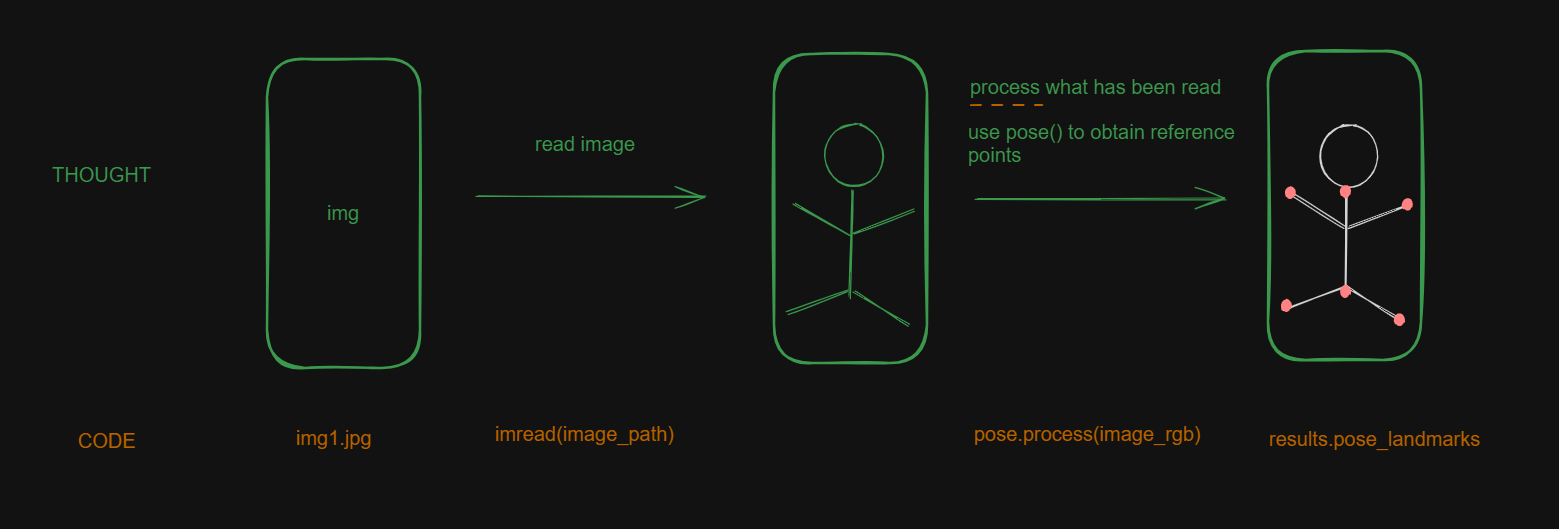 process what has been read
use pose() to obtain reference
points
read image
THOUGHT
img
CODE
img1.jpg
imread(image_path)
pose.process(image_rgb)
results.pose_landmarks